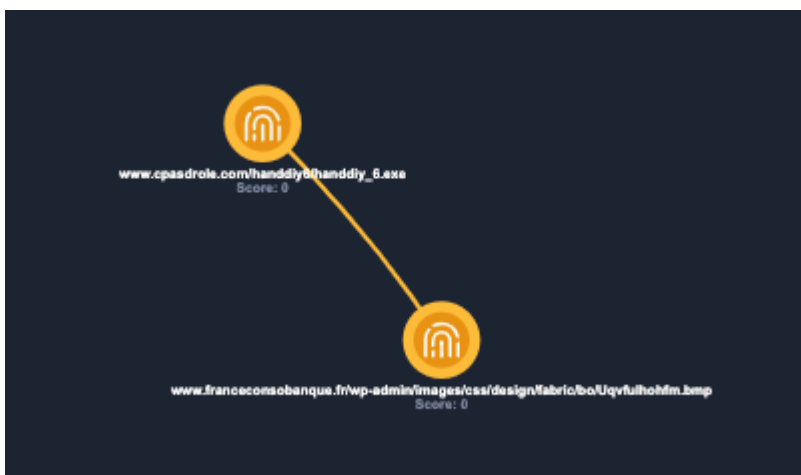 www.cpasdrole.com/handdiy6/handdiy_6.exe
Score: 0
www.franceconsobanque.fr/wp-admin/images/css/design/fabric/bo/Uqvfulhohfm.bmp
Score: 0